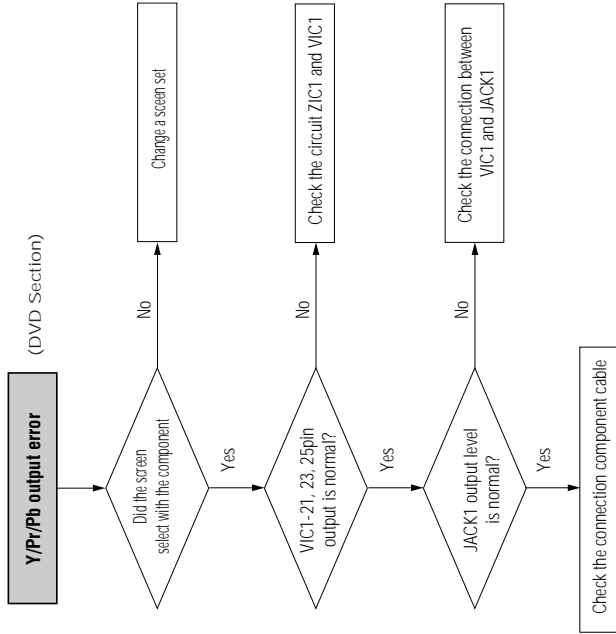 Y/Pr/Pb output error
(DVD Section)
Did the screen
select with the component
No
Change a sceen set
Yes
VIC1-21, 23, 25pin
output is normal?
No
Check the circuit ZIC1 and VIC1
Yes
JACK1 output level
is normal?
No
Check the connection between
VIC1 and JACK1
Yes
Check the connection component cable